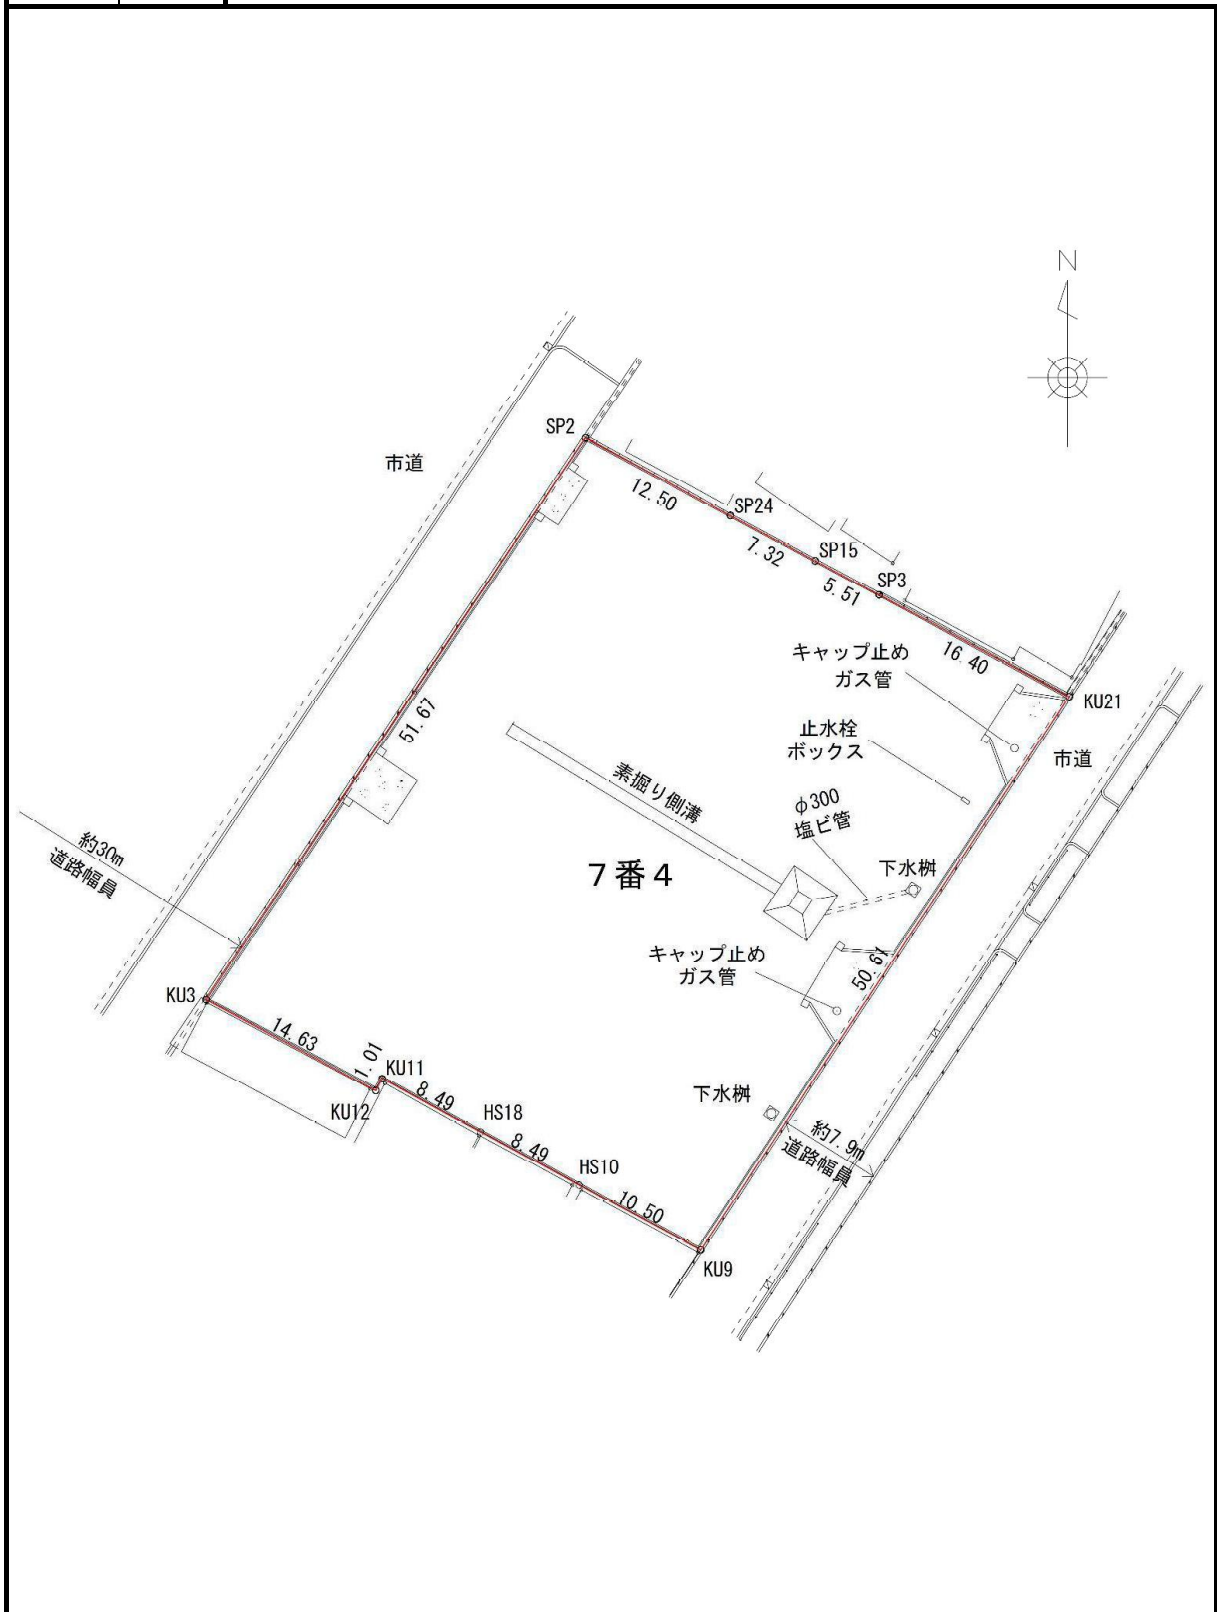 N
SP2
市道
12.50
SP24
7.32
SP15
5.51
SP3
16.40
キャップ止め
ガス管
KU21
止水栓
ボックス
市道
51.67
素掘り側溝
φ300
塩ビ管
約30m
道路幅員
7番4
下水桝
キャップ止め
ガス管
50.61
KU3
14.63
1.01
KU11
KU12
8.49
HS18
8.49
HS10
10.50
KU9
下水桝
約7.9m
道路幅員